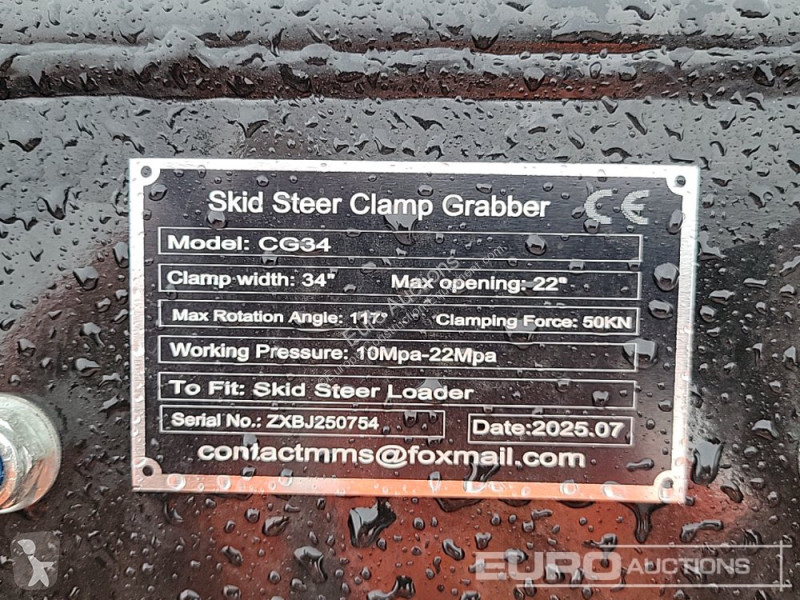 Skid Steer Clamp Grabber CE
Model: CG34
Clamp width: 34" Max opening: 22"
Max Rotation Angle: 117° Clamping Force: 50KN
Working Pressure: 10Mpa-22Mpa
To Fit: Skid Steer Loader
Serial No.: ZXBJ250754 Date:2025.07
contactmms@foxmail.com
Euro Auctions
EURO AUCTIONS